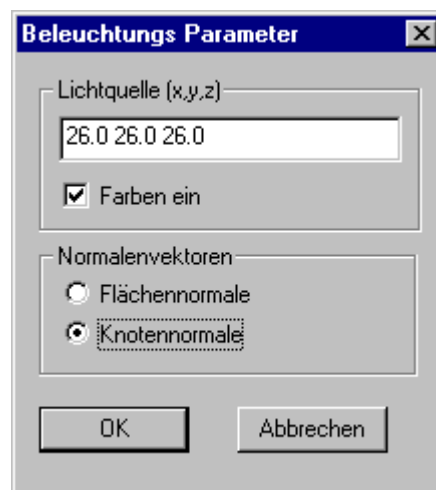 Beleuchtungs Parameter
Lichtquelle (x,y,z)
26.0 26.0 26.0
Farben ein
Normalenvektoren
Flächennormale
Knotennormale
OK
Abbrechen